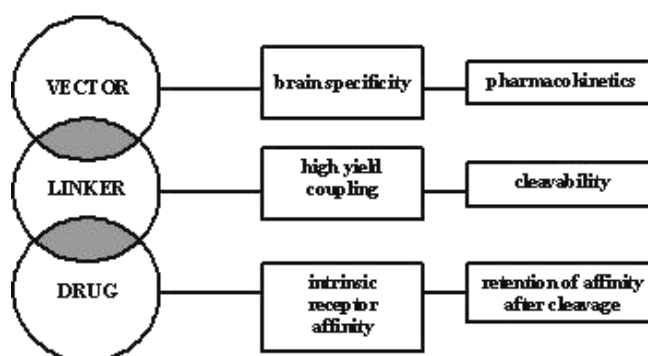 VECTOR
brain specificity
pharmacokinetics
LINKER
high yield
coupling
cleavability
DRUG
intrinsic
receptor
affinity
retention of affinity
after cleavage